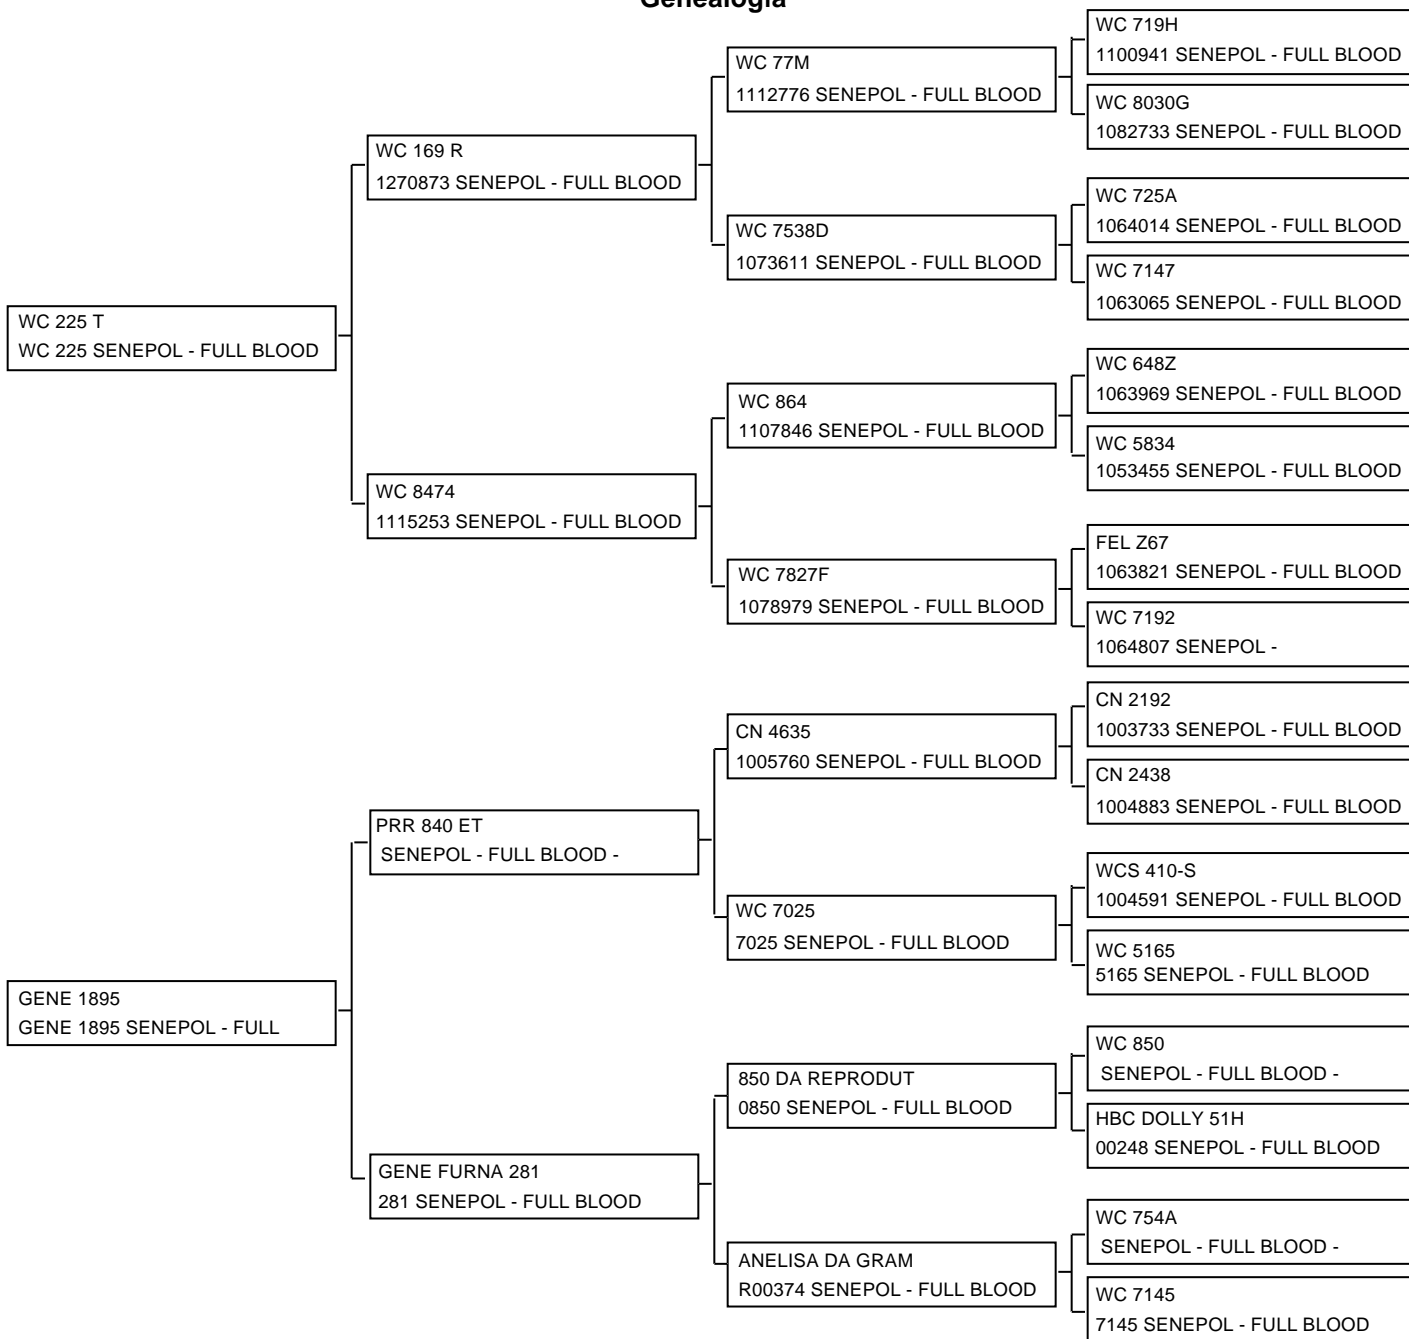 Genealogia
WC 719H
1100941 SENEPOL - FULL BLOOD
WC 77M
1112776 SENEPOL - FULL BLOOD
WC 8030G
1082733 SENEPOL - FULL BLOOD
WC 169 R
1270873 SENEPOL - FULL BLOOD
WC 725A
1064014 SENEPOL - FULL BLOOD
WC 7538D
1073611 SENEPOL - FULL BLOOD
WC 7147
1063065 SENEPOL - FULL BLOOD
WC 225 T
WC 225 SENEPOL - FULL BLOOD
WC 648Z
1063969 SENEPOL - FULL BLOOD
WC 864
1107846 SENEPOL - FULL BLOOD
WC 5834
1053455 SENEPOL - FULL BLOOD
WC 8474
1115253 SENEPOL - FULL BLOOD
FEL Z67
1063821 SENEPOL - FULL BLOOD
WC 7827F
1078979 SENEPOL - FULL BLOOD
WC 7192
1064807 SENEPOL -
CN 2192
1003733 SENEPOL - FULL BLOOD
CN 4635
1005760 SENEPOL - FULL BLOOD
CN 2438
1004883 SENEPOL - FULL BLOOD
PRR 840 ET
SENEPOL - FULL BLOOD -
WCS 410-S
1004591 SENEPOL - FULL BLOOD
WC 7025
7025 SENEPOL - FULL BLOOD
WC 5165
5165 SENEPOL - FULL BLOOD
GENE 1895
GENE 1895 SENEPOL - FULL
WC 850
SENEPOL - FULL BLOOD -
850 DA REPRODUT
0850 SENEPOL - FULL BLOOD
HBC DOLLY 51H
00248 SENEPOL - FULL BLOOD
GENE FURNA 281
281 SENEPOL - FULL BLOOD
WC 754A
SENEPOL - FULL BLOOD -
ANELISA DA GRAM
R00374 SENEPOL - FULL BLOOD
WC 7145
7145 SENEPOL - FULL BLOOD